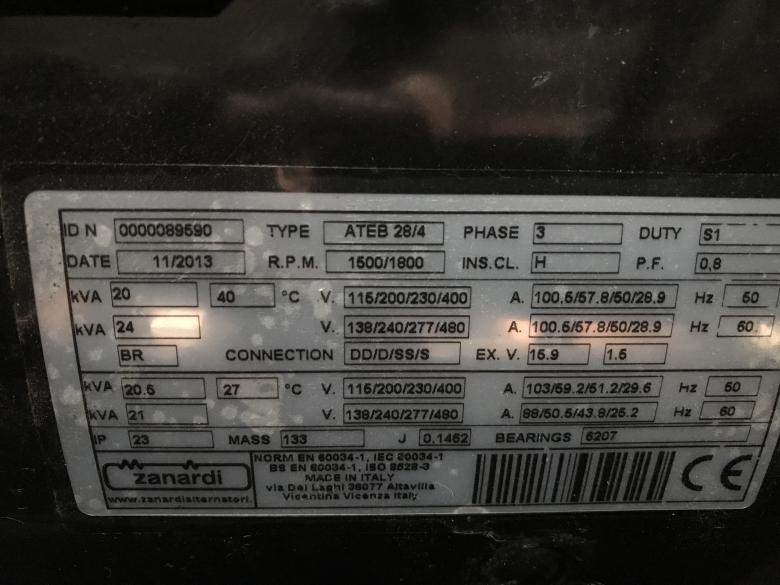 ID N 0000089590 TYPE ATEB 28/4 PHASE 3 DUTY S1
DATE 11/2013 R.P.M. 1500/1800 INS.CL. H P.F. 0,8
kVA 20 40 °C V. 115/200/230/400 A. 100.5/57.8/50/28.9 Hz 50
kVA 24 V. 138/240/277/480 A. 100.5/57.8/50/28.9 Hz 60
BR CONNECTION DD/D/SS/S EX. V. 15.9 1.5
kVA 20.6 27 °C V. 115/200/230/400 A. 103/59.2/51.2/29.6 Hz 50
kVA 21 V. 138/240/277/480 A. 88/50.5/43.8/25.2 Hz 60
IP 23 MASS 133 J 0.1462 BEARINGS 6207
zanardi
www.zanardialternatori.
NORM EN 60034-1, IEC 20034-1
BS EN 60034-1, ISO 8528-3
MADE IN ITALY
via Dei Laghi 36077 Altavilla
Vicentina Vicenza Italy
CE